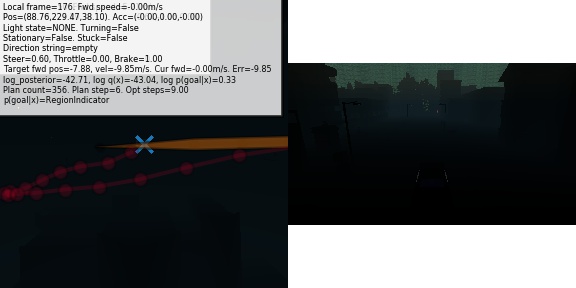 Local frame=176. Fwd speed=-0.00m/s
Pos=(88.76,229.47,38.10). Acc=(-0.00,0.00,-0.00)
Light state=NONE. Turning=False
Stationary=False. Stuck=False
Direction string=empty
Steer=0.60, Throttle=0.00, Brake=1.00
Target fwd pos=-7.88, vel=-9.85m/s. Cur fwd=-0.00m/s. Err=-9.85
log_posterior=-42.71, log q(x)=-43.04, log p(goal|x)=0.33
Plan count=356. Plan step=6. Opt steps=9.00
p(goal|x)=RegionIndicator